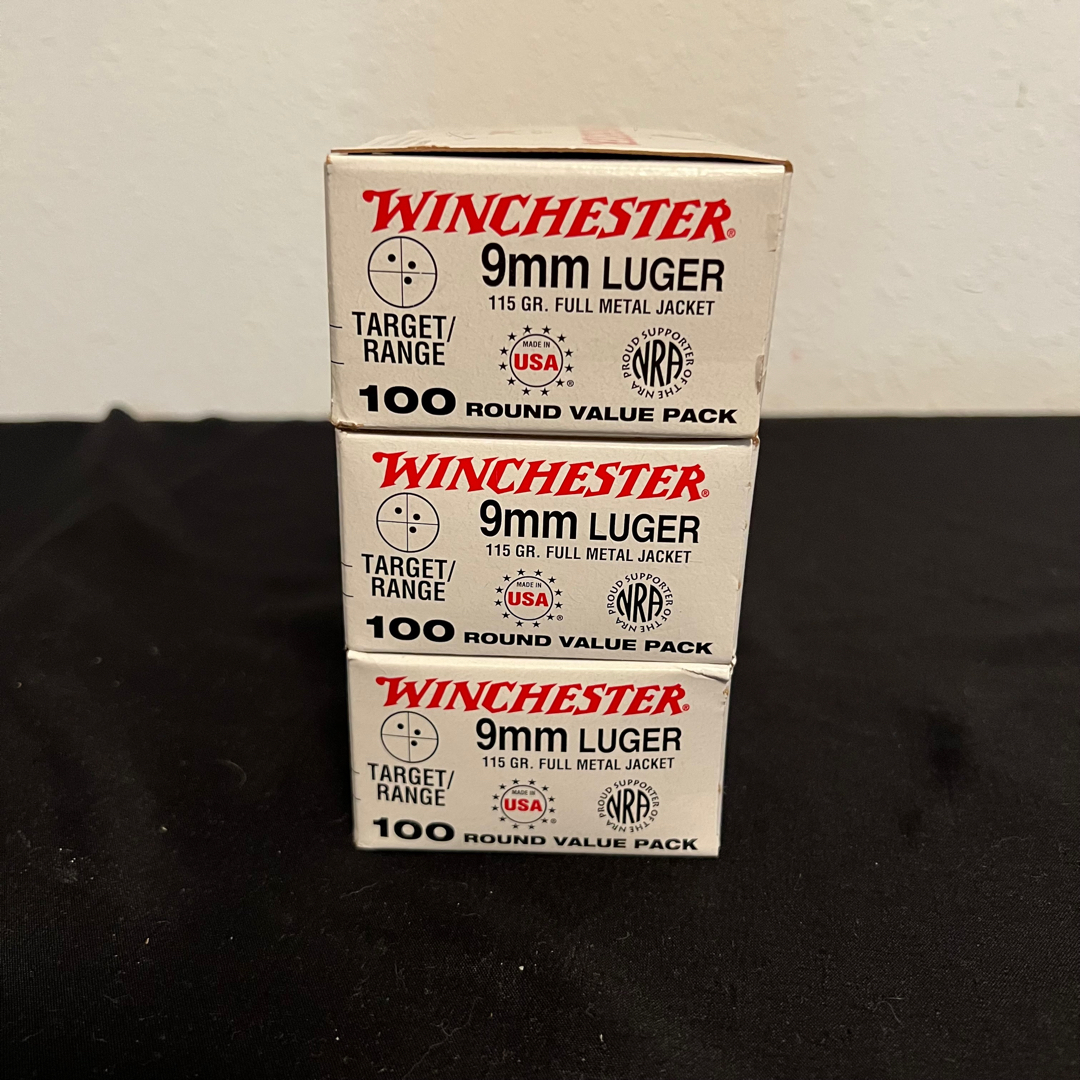 WINCHESTER®
9mm LUGER
115 GR. FULL METAL JACKET
TARGET/
RANGE
MADE IN
USA
®
PROUD SUPPORTER OF THE NRA
NRA
100 ROUND VALUE PACK
WINCHESTER®
9mm LUGER
115 GR. FULL METAL JACKET
TARGET/
RANGE
MADE IN
USA
®
PROUD SUPPORTER OF THE NRA
NRA
100 ROUND VALUE PACK
WINCHESTER®
9mm LUGER
115 GR. FULL METAL JACKET
TARGET/
RANGE
MADE IN
USA
®
PROUD SUPPORTER OF THE NRA
NRA
100 ROUND VALUE PACK